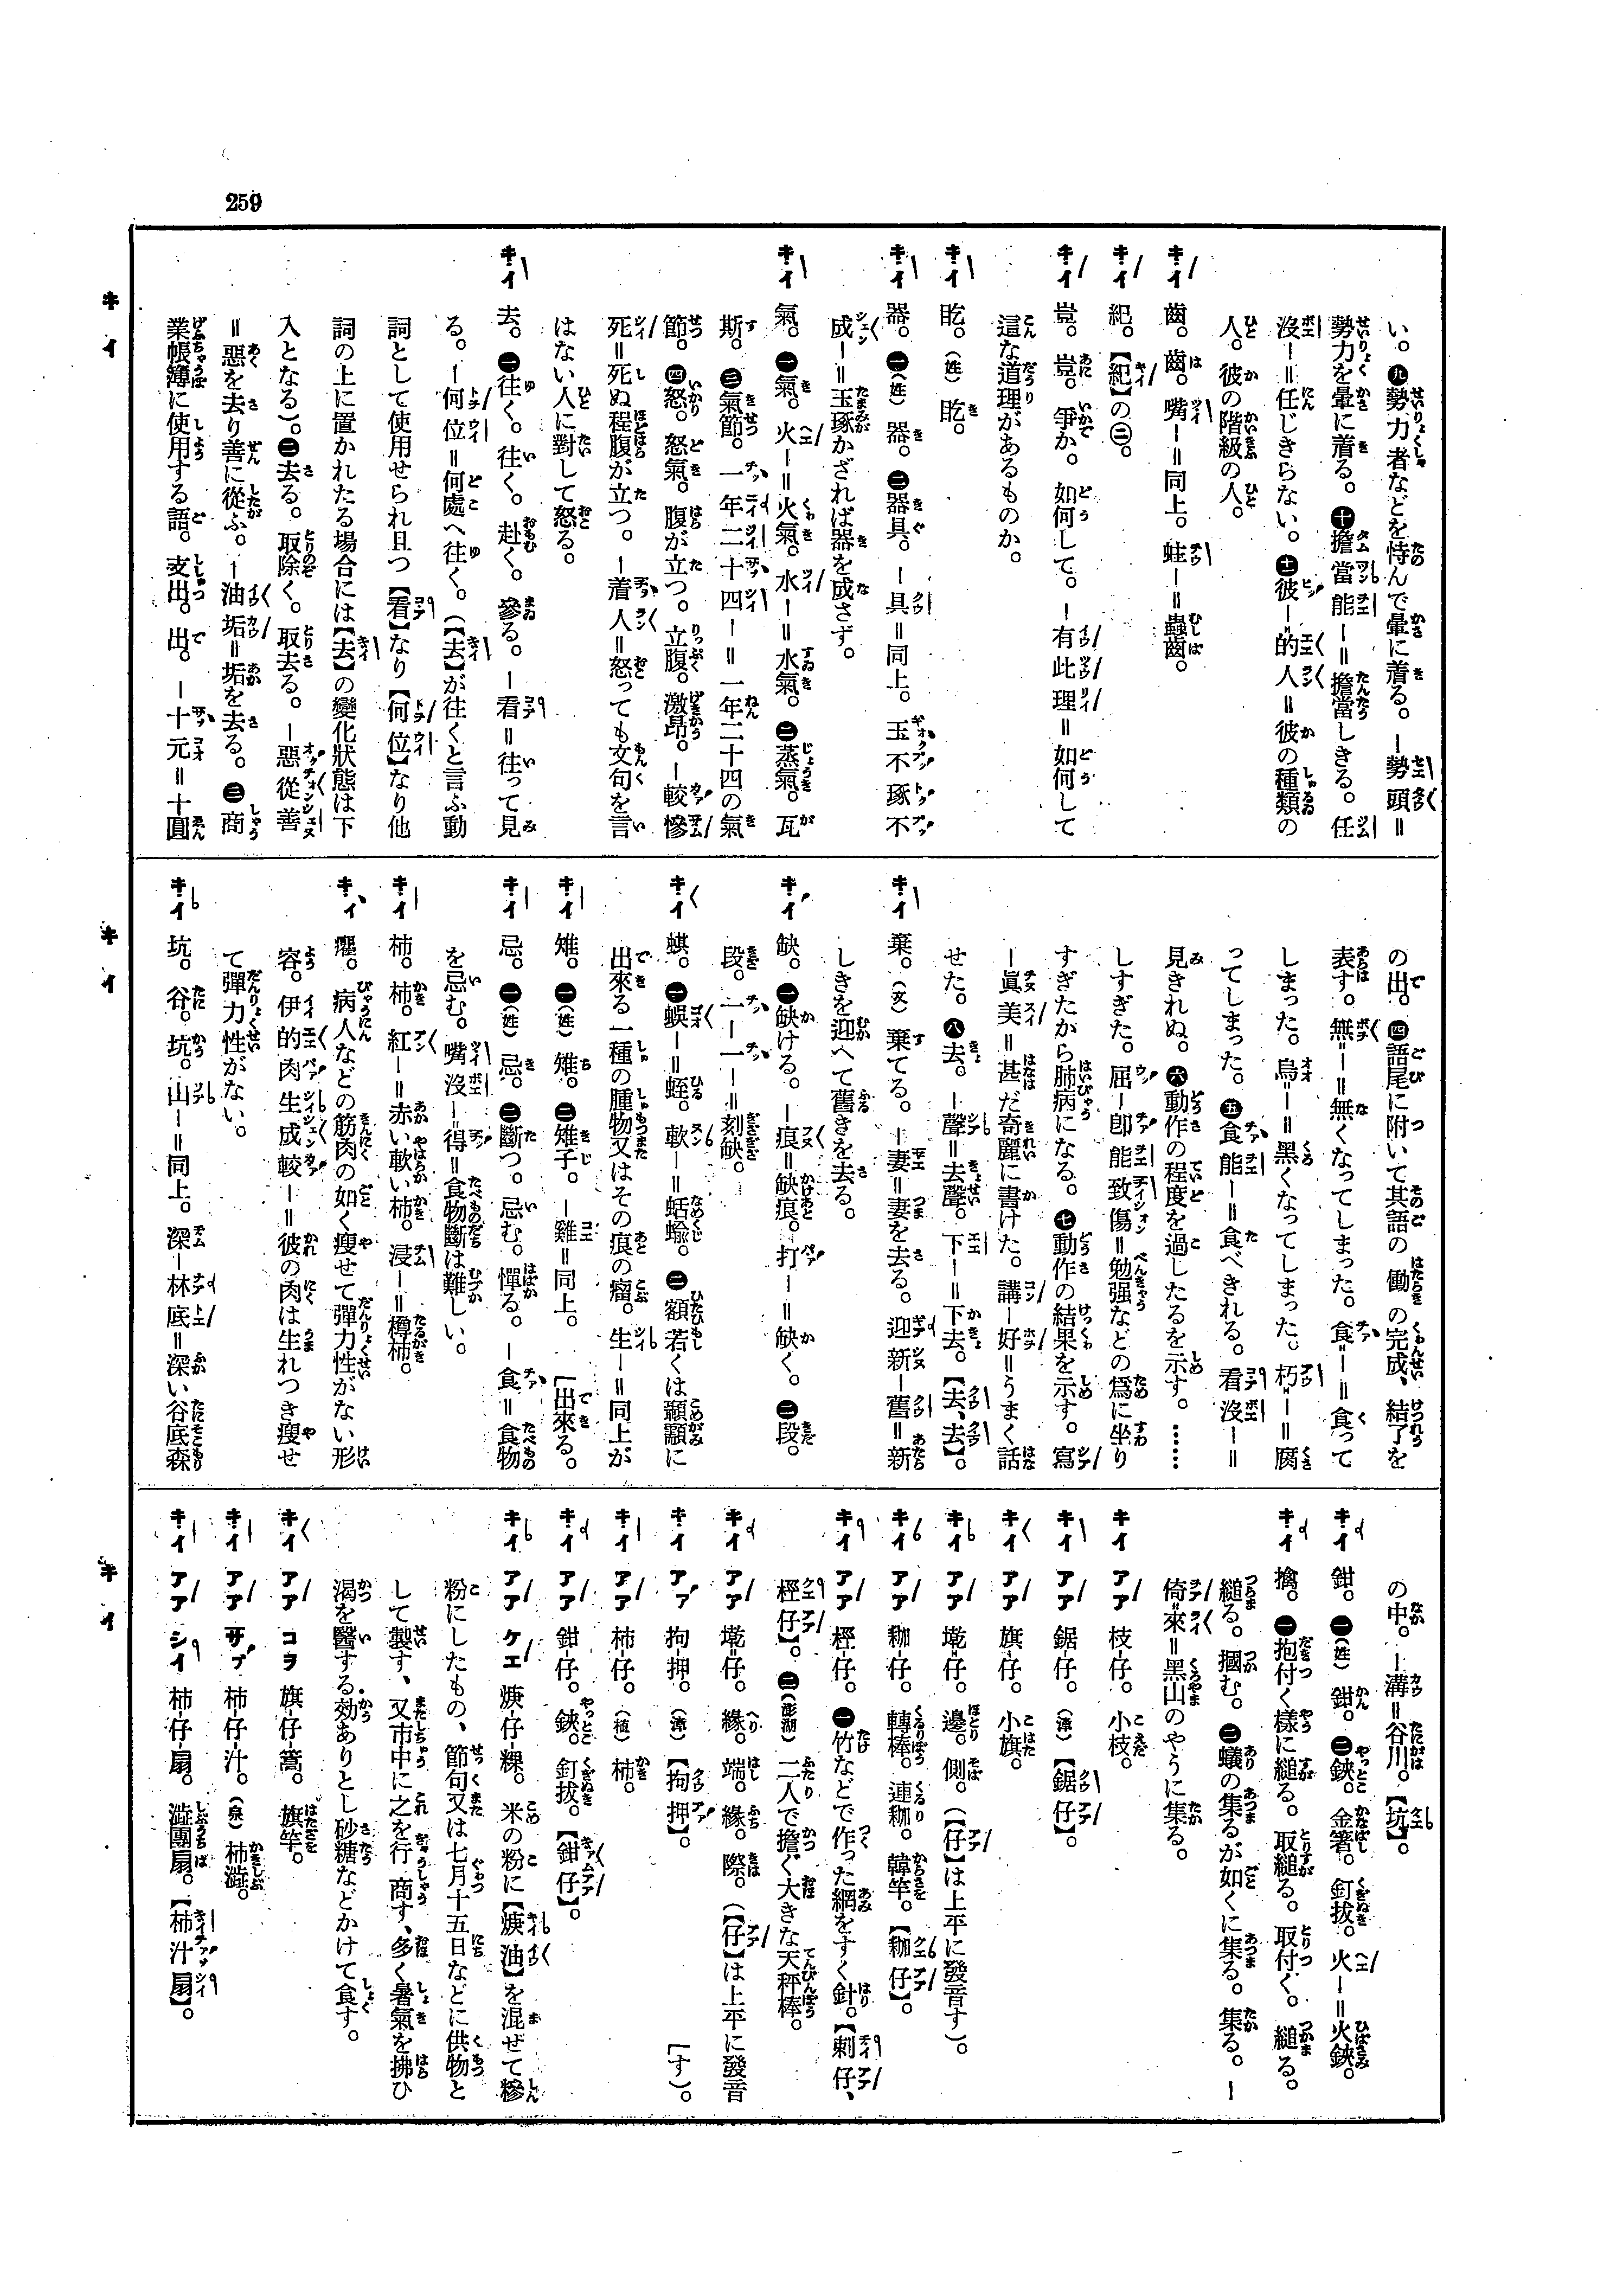 259
い。㊈勢力者などを恃んで暈に着る。－勢頭＝
勢力を暈に着る。㊉擔當能－＝擔當しきる。任
沒－＝任じきらない。⼗⼀彼－的人＝彼の種類の
人。彼の階級の人。
キイ 齒。齒。嘴－＝同上。蛀－＝蟲齒。
キイ 紀。【紀】の㊁。
キイ 豈。豈。爭か。如何して。－有此理＝如何して
這な道理があるものか。
キイ 盵。（姓）盵。
キイ 器。㊀（姓）器。㊁器具。－具＝同上。玉不琢不
成－＝玉琢かざれば器を成さず。
キイ 氣。㊀氣。火－＝火氣。水－＝水氣。㊁蒸氣。瓦
斯。㊂氣節。一年二十四－＝一年二十四の氣
節。㊃怒。怒氣。腹が立つ。立腹。激昂。－較慘
死＝死ぬ程腹が立つ。－着人＝怒っても文句を言
はない人に對して怒る。
キイ 去。㊀往く。往く。赴く。參る。－看＝往って見
る。－何位＝何處へ往く。（【去】が往くと言ふ動
詞として使用せられ且つ【看】なり【何位】なり他
詞の上に置かれたる場合には【去】の變化狀態は下
入となる）。㊁去る。取除く。取去る。－惡從善
＝惡を去り善に從ふ。－油垢＝垢を去る。㊂商
業帳簿に使用する語。支出。出。－十元＝十圓
の出。㊃語尾に附いて其語の働の完成、結了を
表す。無－＝無くなってしまった。食－＝食って
しまった。烏－＝黑くなってしまった。朽－＝腐
ってしまった。㊄食能－＝食べきれる。看沒－＝
見きれぬ。㊅動作の程度を過したるを示す。……
しすぎた。屈－卽能致傷＝勉强などの爲に坐り
すぎたから肺病になる。㊆動作の結果を示す。寫
－眞美＝甚だ奇麗に書けた。講－好＝うまく話
せた。㊇去。－聲＝去聲。下－＝下去。【去、去】。
キイ 棄。（文）棄てる。－妻＝妻を去る。迎新－舊＝新
しきを迎へて舊きを去る。
キイ 缺。㊀缺ける。－痕＝缺痕。打－＝缺く。㊁段。
段。一－一－＝刻缺。
キイ 蜞。㊀蜈－＝蛭。軟－＝蛞蝓。㊁額若くは顳顬に
出來る一種の腫物又はその痕の瘤。生－＝同上が
キイ 雉。㊀（姓）雉。㊁雉子。－雞＝同上。［出來る。
キイ 忌。㊀（姓）忌。㊁斷つ。忌む。憚る。－食＝食物
を忌む。嘴沒－得＝食物斷は難しい。
キイ 柿。柿。紅－＝赤い軟い柿。浸－＝樽柿。
キィ 病人などの筋肉の如く瘦せて彈力性がない形
容。伊的肉生成較－＝彼の肉は生れつき瘦せ
て彈力性がない。
キイ 坑。谷。坑。山－＝同上。深－林底＝深い谷底森
の中。－溝＝谷川。【坑】。
キイ 鉗。㊀（姓）鉗。㊁鋏。金箸。釘拔。火－＝火鋏。
キイ 擒。㊀抱付く樣に縋る。取縋る。取付く。縋る。
縋る。摑む。㊁蟻の集るが如くに集る。集る。－
倚來＝黑山のやうに集る。
キイ アア 枝－仔。小枝。
キイ アア 鋸－仔。（漳）【鋸仔】。
キイ アア 旗－仔。小旗。
キイ アア 墘－仔。邊。側。（【仔】は上平に發音す）。
キイ アア 耞－仔。轉棒。連耞。韓竿。【耞仔】。
キイ アア 桱－仔。㊀竹などで作った網をすく針。【刺仔、
桱仔】。㊁（澎湖）二人で擔ぐ大きな天秤棒。
キイ アア 墘－仔。緣。端。緣。際。（【仔】は上平に發音
キイ アァ 拘－押。（漳）【拘押】。［す）。
キイ アア 柿－仔。（植）柿。
キイ アア 鉗－仔。鋏。釘拔。【鉗仔】。
キイ アア ケエ 米の粉に を混ぜて糝
粉にしたもの、節句又は七月十五日などに供物と
して製す、又市中に之を行商す、多く暑氣を拂ひ
渴を醫する効ありとし砂糖などかけて食す。
キイ アア コヲ 旗－仔－篙。旗竿。
キイ アア サプ 柿－仔－汁。（泉）柿澁。
キイ アア シイ 柿－仔－扇。澁團扇。【柿汁扇】。
キイ
キイ
キイ